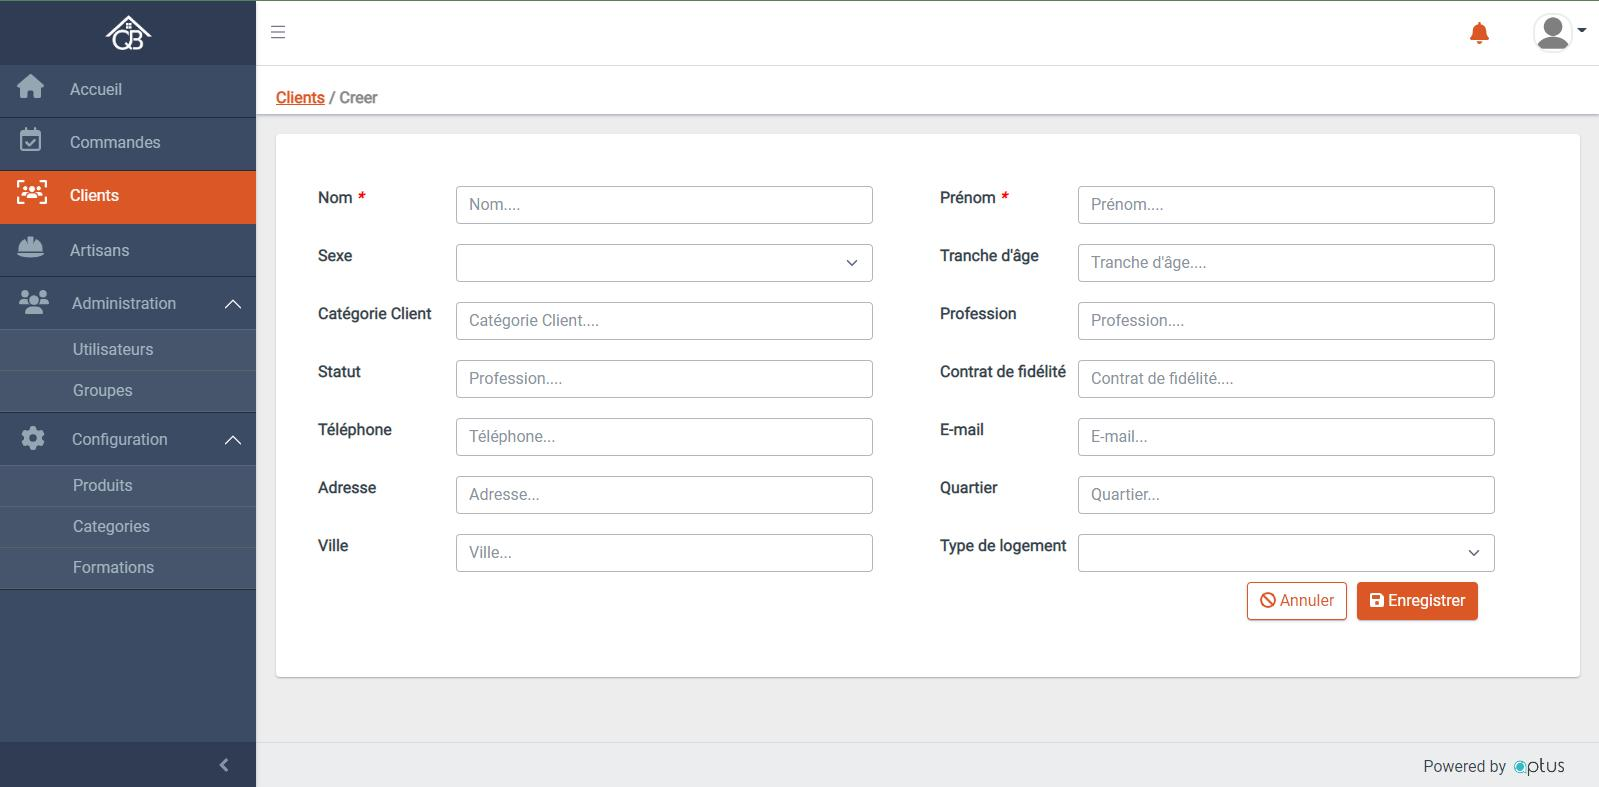 QB
Accueil
Commandes
Clients
Artisans
Administration
Utilisateurs
Groupes
Configuration
Produits
Categories
Formations
Clients / Creer
Nom *
Nom....
Prénom *
Prénom....
Sexe
Tranche d'âge
Tranche d'âge....
Catégorie Client
Catégorie Client....
Profession
Profession....
Statut
Profession....
Contrat de fidélité
Contrat de fidélité....
Téléphone
Téléphone...
E-mail
E-mail...
Adresse
Adresse...
Quartier
Quartier...
Ville
Ville...
Type de logement
Annuler
Enregistrer
Powered by aptus